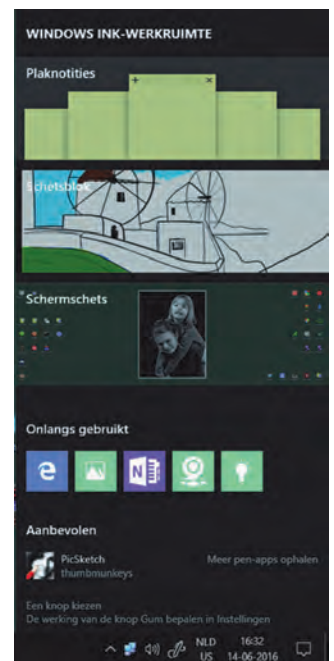 WINDOWS INK-WERKRUIMTE
Plaknotities
Schetsblok
Schermschets
Onlangs gebruikt
Aanbevolen
PicSketch
thumbmunkeys
Meer pen-apps ophalen
Een knop kiezen
De werking van de knop Gum bepalen in Instellingen
NLD 16:32
US 14-06-2016